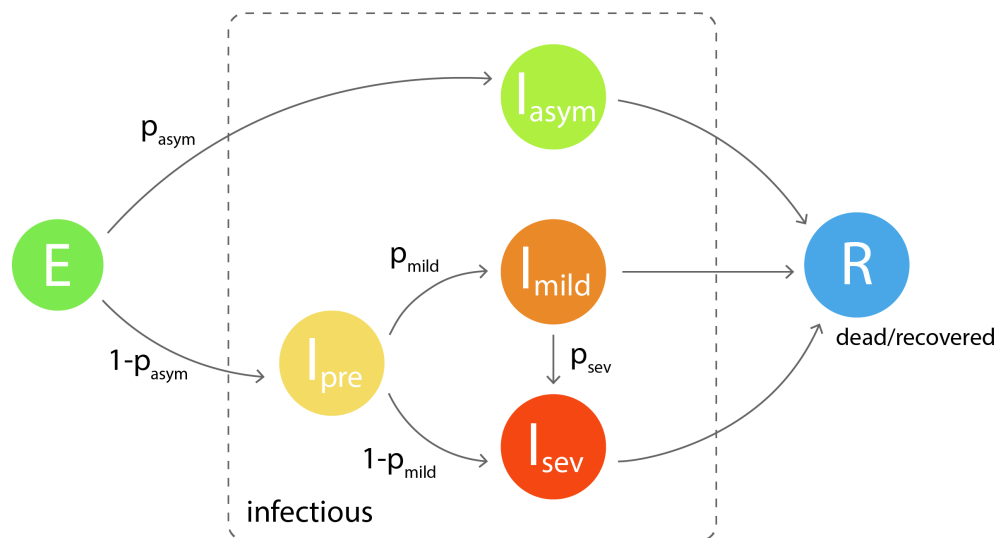 I_asym
p_asym
E
p_mild
I_mild
R
dead/recovered
1-p_asym
I_pre
p_sev
1-p_mild
I_sev
infectious